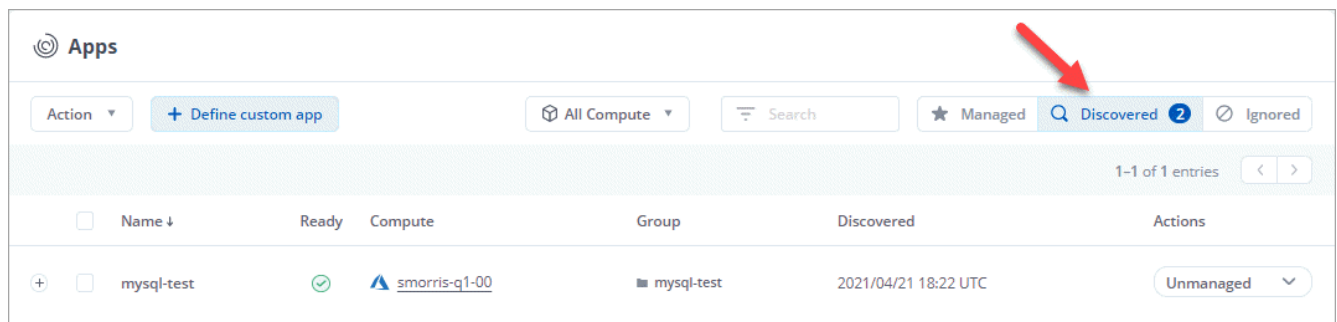 Apps
Action + Define custom app All Compute Search Managed Discovered 2 Ignored
1–1 of 1 entries
Name Ready Compute Group Discovered Actions
mysql-test smorris-q1-00 mysql-test 2021/04/21 18:22 UTC Unmanaged